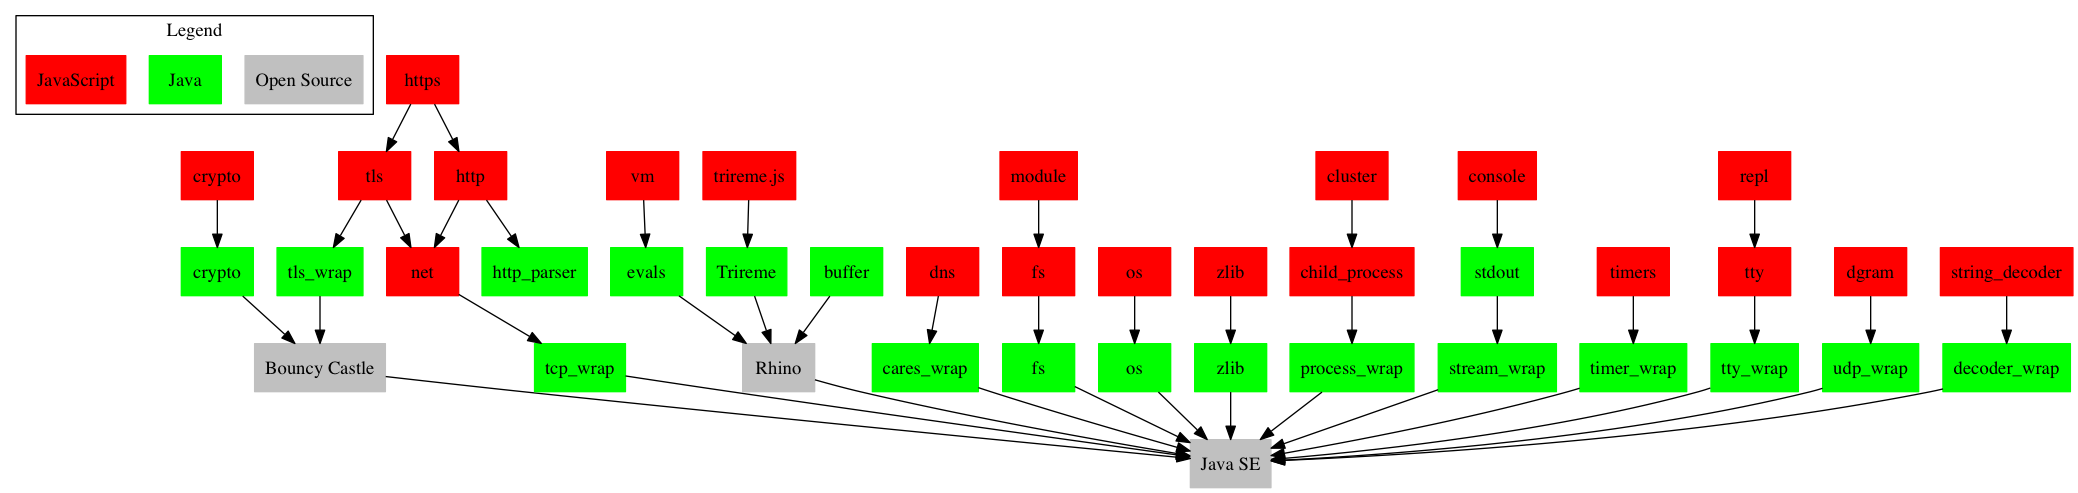 Legend
JavaScript Java Open Source https
crypto tls http vm trireme.js module cluster console repl
crypto tls_wrap net http_parser evals Trireme buffer dns fs os zlib child_process stdout timers tty dgram string_decoder
Bouncy Castle tcp_wrap Rhino cares_wrap fs os zlib process_wrap stream_wrap timer_wrap tty_wrap udp_wrap decoder_wrap
Java SE